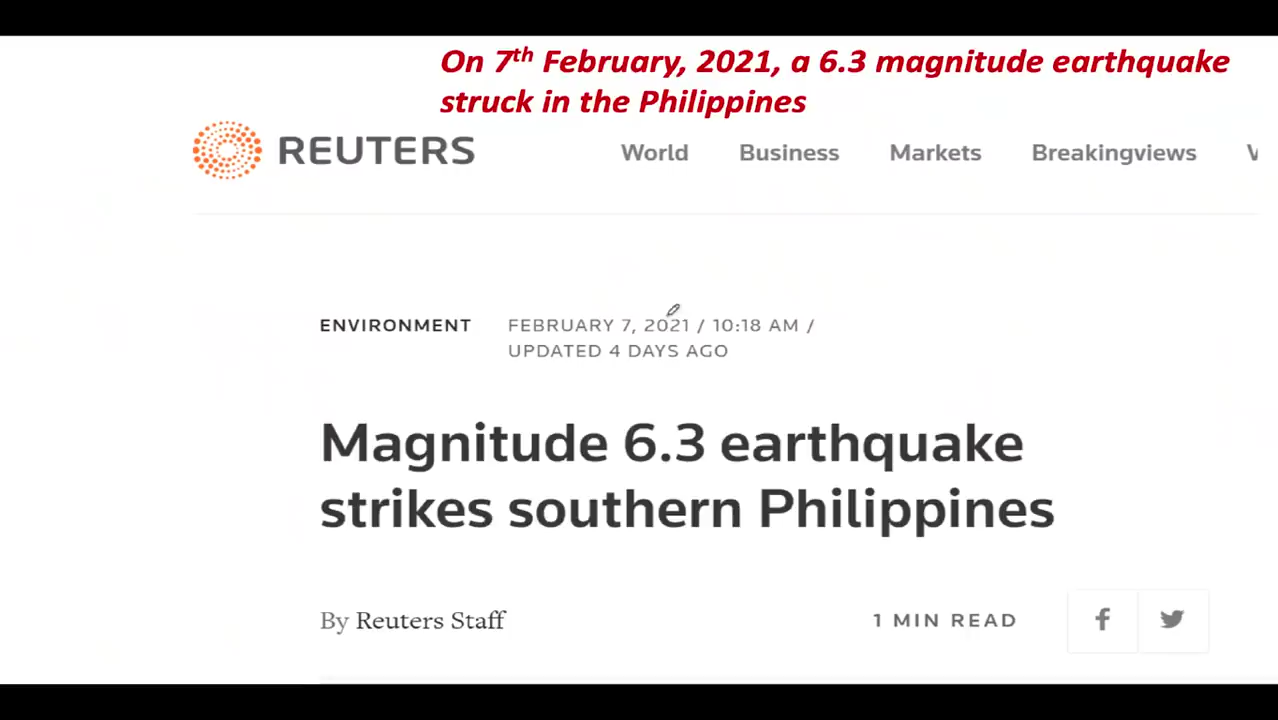 On 7th February, 2021, a 6.3 magnitude earthquake
struck in the Philippines
REUTERS World Business Markets Breakingviews
ENVIRONMENT FEBRUARY 7, 2021 / 10:18 AM /
UPDATED 4 DAYS AGO
Magnitude 6.3 earthquake
strikes southern Philippines
By Reuters Staff 1 MIN READ